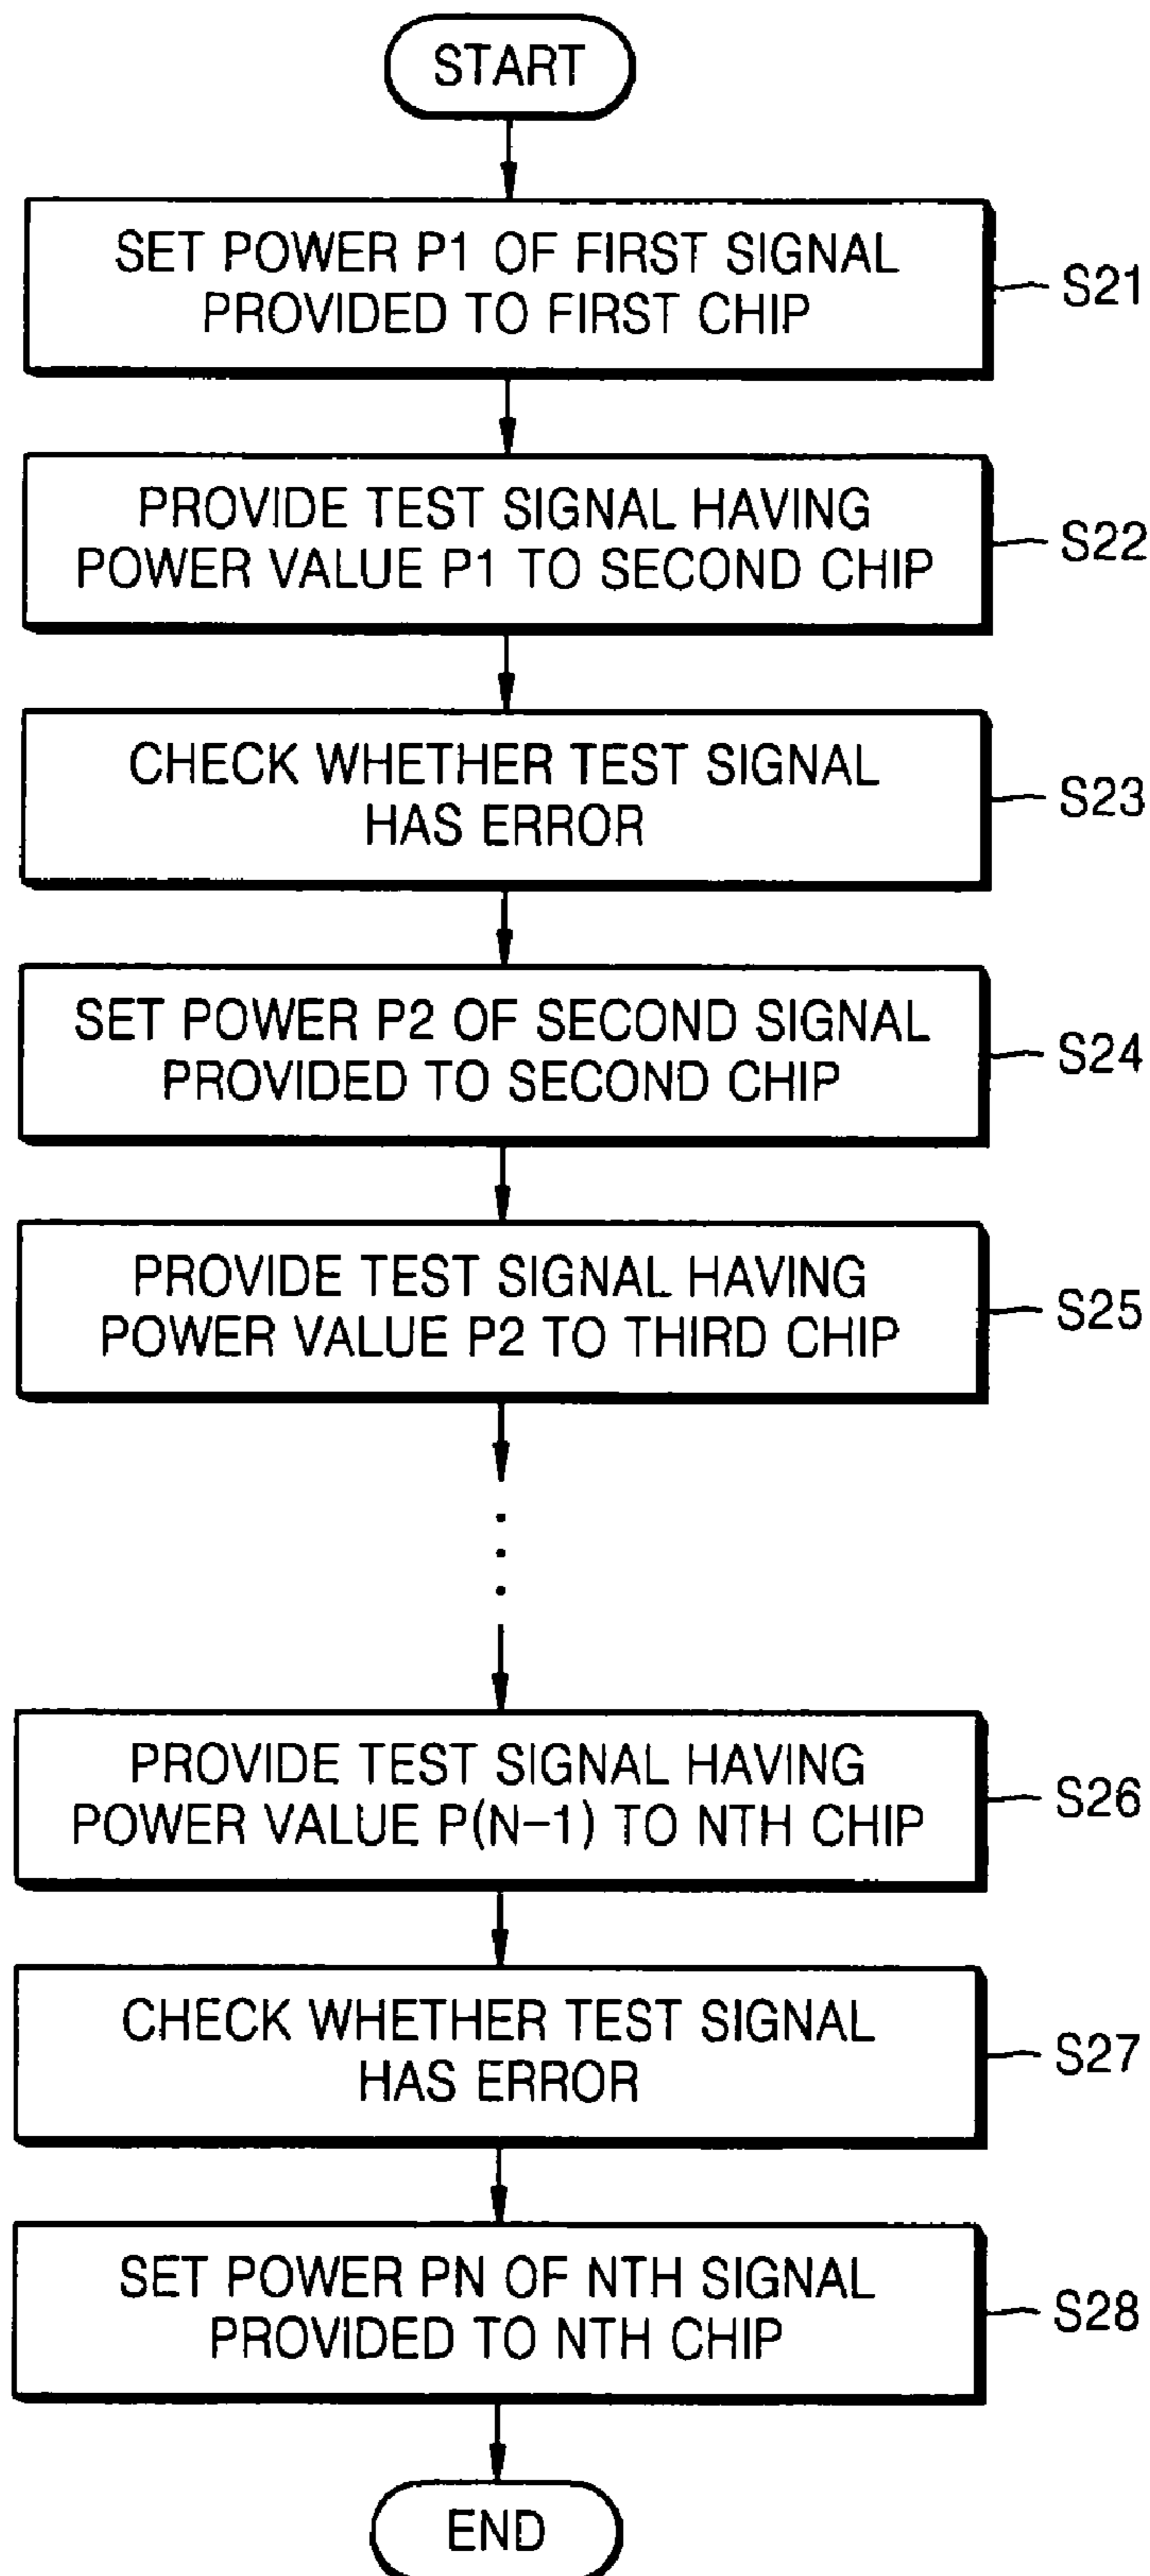 START
SET POWER P1 OF FIRST SIGNAL
PROVIDED TO FIRST CHIP
S21
PROVIDE TEST SIGNAL HAVING
POWER VALUE P1 TO SECOND CHIP
S22
CHECK WHETHER TEST SIGNAL
HAS ERROR
S23
SET POWER P2 OF SECOND SIGNAL
PROVIDED TO SECOND CHIP
S24
PROVIDE TEST SIGNAL HAVING
POWER VALUE P2 TO THIRD CHIP
S25
PROVIDE TEST SIGNAL HAVING
POWER VALUE P(N-1) TO NTH CHIP
S26
CHECK WHETHER TEST SIGNAL
HAS ERROR
S27
SET POWER PN OF NTH SIGNAL
PROVIDED TO NTH CHIP
S28
END